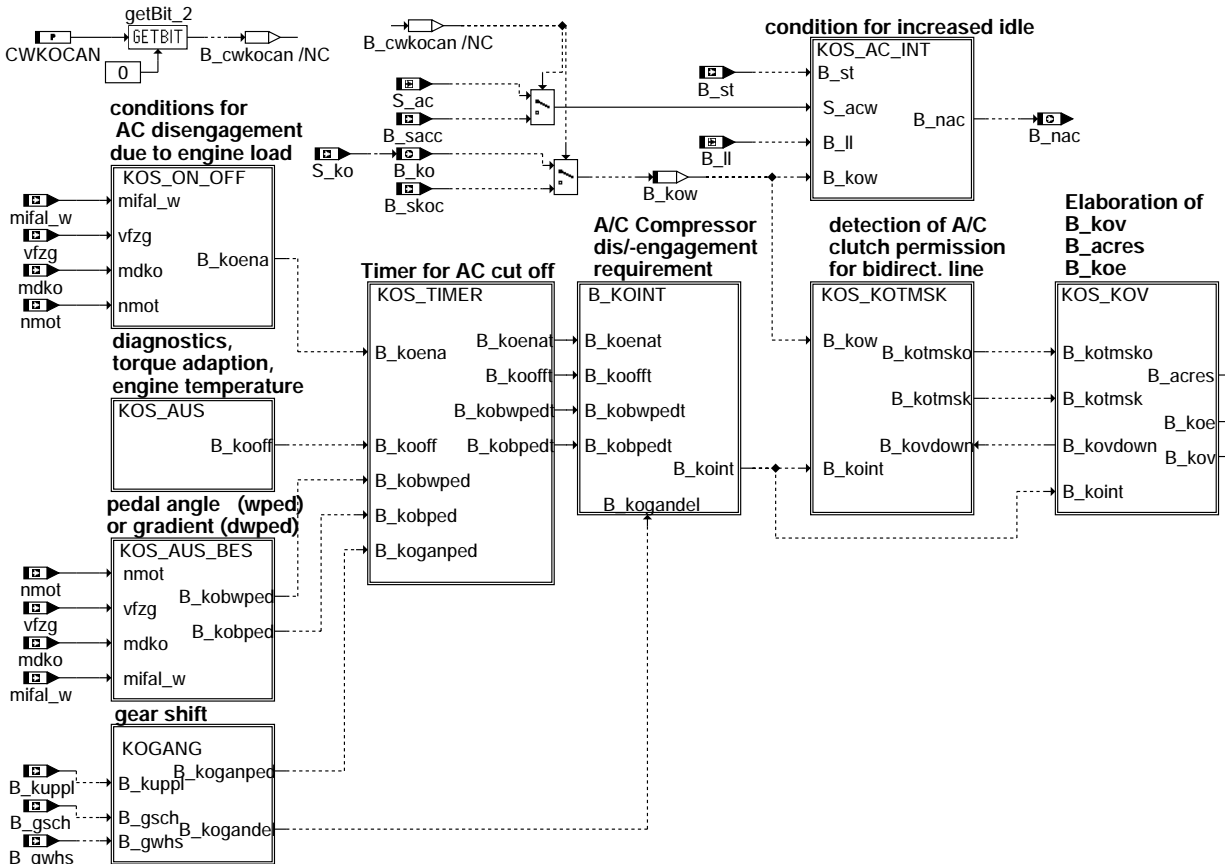 getBit_2
P
GETBIT
CWKOCAN
B_cwkocan /NC
0
B_cwkocan /NC
condition for increased idle
KOS_AC_INT
B_st
S_acw
B_ll
B_kow
B_nac
B_st
B_ll
B_nac
S_ac
B_sacc
S_ko
B_ko
B_skoc
B_kow
conditions for
AC disengagement
due to engine load
KOS_ON_OFF
mifal_w
vfzg
mdko
nmot
B_koena
mifal_w
vfzg
mdko
nmot
diagnostics,
torque adaption,
engine temperature
KOS_AUS
B_kooff
pedal angle (wped)
or gradient (dwped)
KOS_AUS_BES
nmot
vfzg
mdko
mifal_w
B_kobwped
B_kobped
nmot
vfzg
mdko
mifal_w
gear shift
KOGANG
B_koganped
B_kuppl
B_gsch
B_kogandel
B_gwhs
B_kuppl
B_gsch
B_gwhs
Timer for AC cut off
KOS_TIMER
B_koena
B_kooff
B_kobwped
B_kobped
B_koganped
B_koenat
B_koofft
B_kobwpedt
B_kobpedt
A/C Compressor
dis/-engagement
requirement
B_KOINT
B_koenat
B_koofft
B_kobwpedt
B_kobpedt
B_koint
B_kogandel
detection of A/C
clutch permission
for bidirect. line
KOS_KOTMSK
B_kow
B_kotmsko
B_kotmsk
B_kovdown
B_koint
Elaboration of
B_kov
B_acres
B_koe
KOS_KOV
B_kotmsko
B_acres
B_kotmsk
B_koe
B_kovdown
B_kov
B_koint